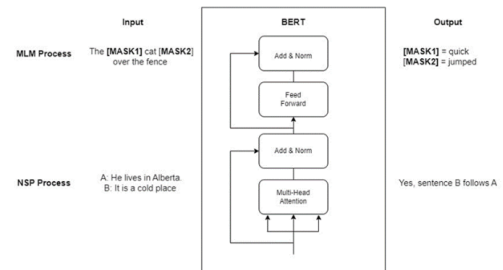 Input
BERT
Output
MLM Process
The [MASK1] cat [MASK2]
over the fence
Add & Norm
[MASK1] = quick
[MASK2] = jumped
Feed
Forward
Add & Norm
NSP Process
A: He lives in Alberta.
B: It is a cold place
Multi-Head
Attention
Yes, sentence B follows A